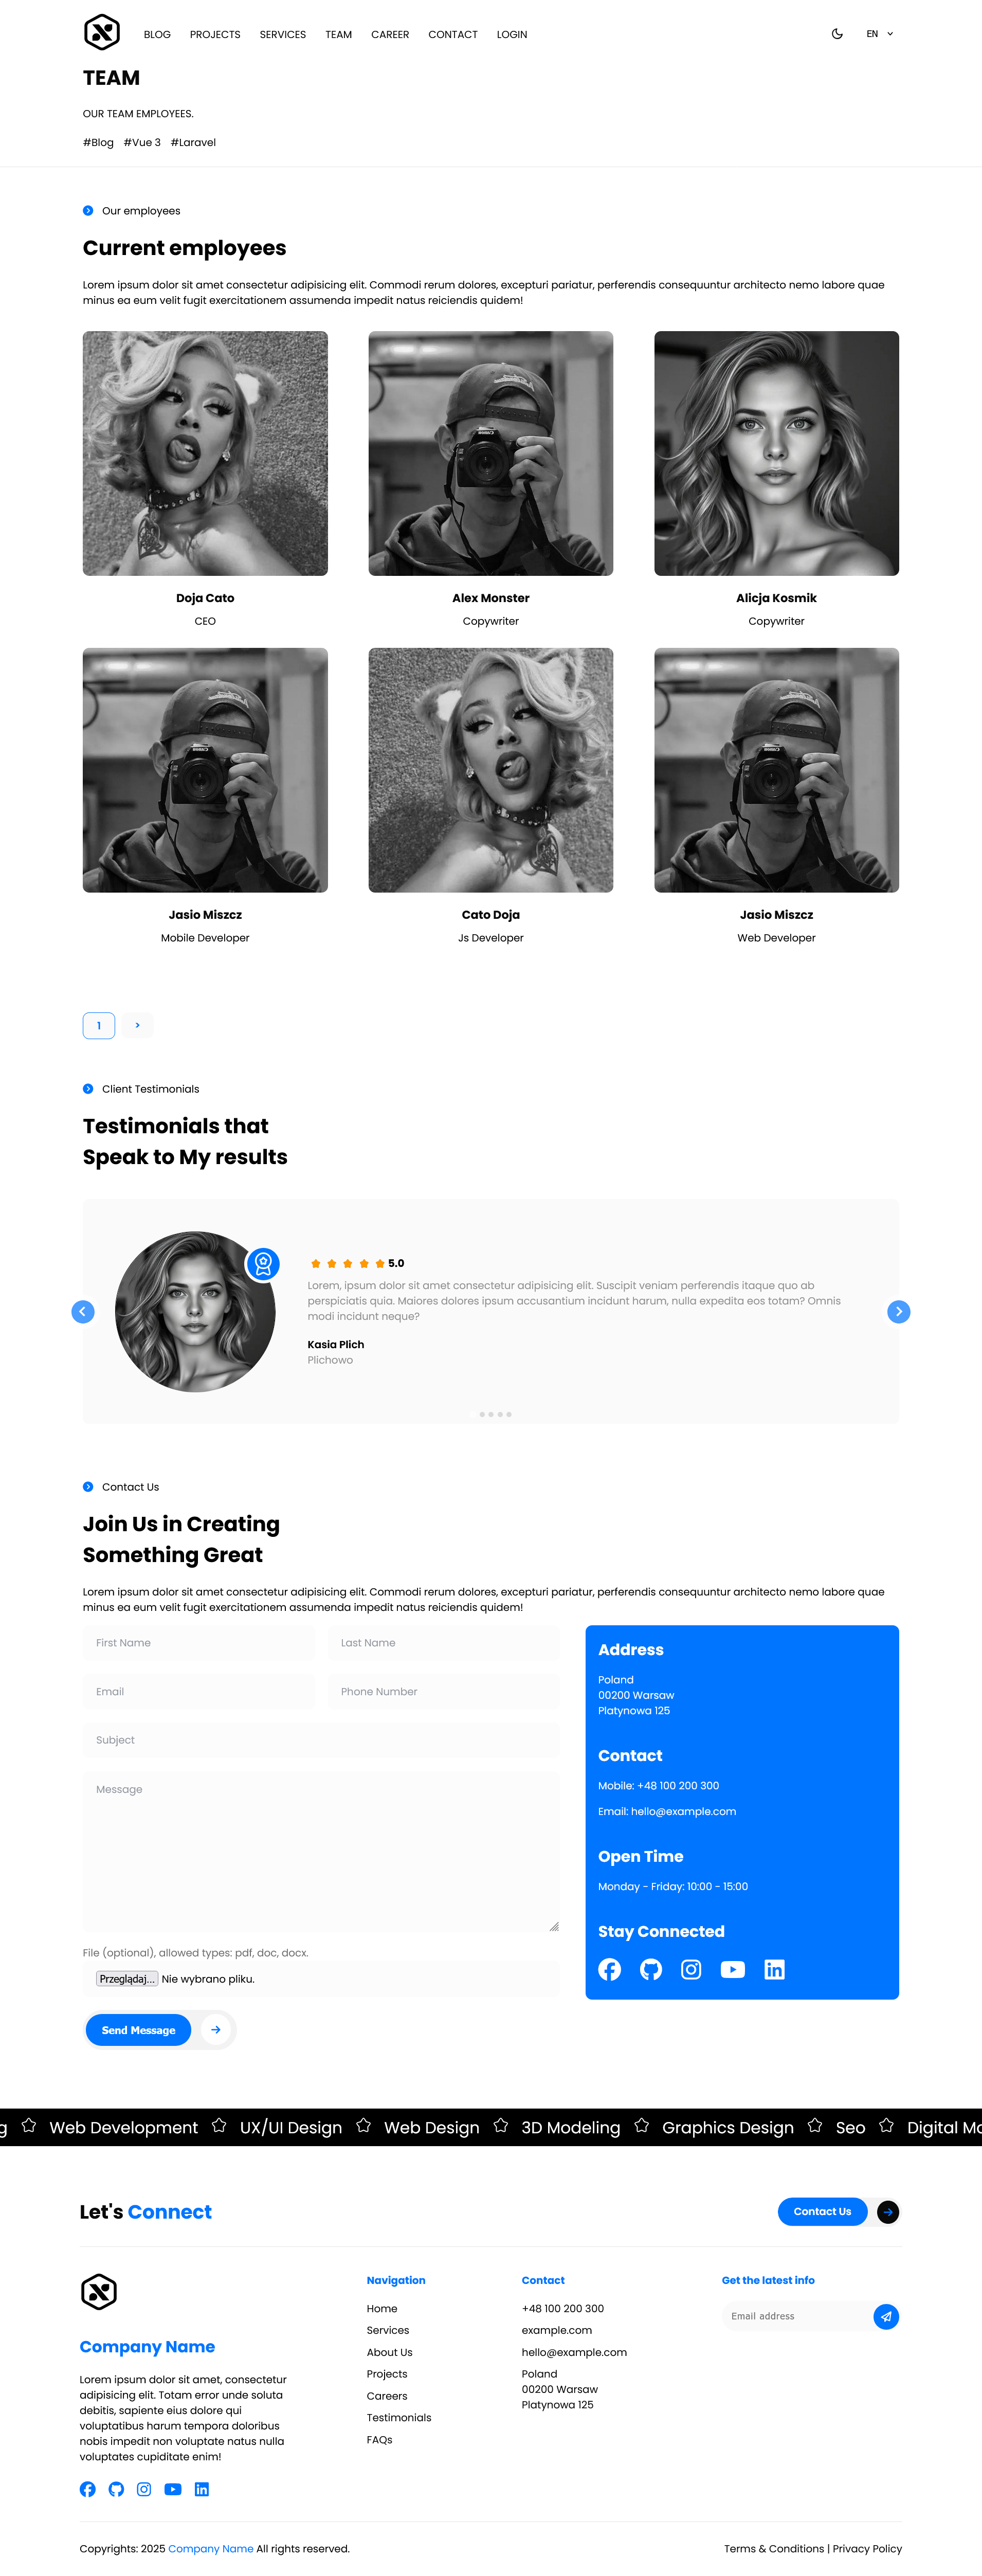 BLOG PROJECTS SERVICES TEAM CAREER CONTACT LOGIN EN
TEAM
OUR TEAM EMPLOYEES.
#Blog #Vue 3 #Laravel
Our employees
Current employees
Lorem ipsum dolor sit amet consectetur adipisicing elit. Commodi rerum dolores, excepturi pariatur, perferendis consequuntur architecto nemo labore quae
minus ea eum velit fugit exercitationem assumenda impedit natus reiciendis quidem!
Doja Cato
CEO
Alex Monster
Copywriter
Alicja Kosmik
Copywriter
Jasio Miszcz
Mobile Developer
Cato Doja
Js Developer
Jasio Miszcz
Web Developer
1 >
Client Testimonials
Testimonials that
Speak to My results
5.0
Lorem, ipsum dolor sit amet consectetur adipisicing elit. Suscipit veniam perferendis itaque quo ab
perspiciatis quia. Maiores dolores ipsum accusantium incidunt harum, nulla expedita eos totam? Omnis
modi incidunt neque?
Kasia Plich
Plichowo
Contact Us
Join Us in Creating
Something Great
Lorem ipsum dolor sit amet consectetur adipisicing elit. Commodi rerum dolores, excepturi pariatur, perferendis consequuntur architecto nemo labore quae
minus ea eum velit fugit exercitationem assumenda impedit natus reiciendis quidem!
First Name
Last Name
Email
Phone Number
Subject
Message
File (optional), allowed types: pdf, doc, docx.
Przeglądaj... Nie wybrano pliku.
Send Message
Address
Poland
00200 Warsaw
Platynowa 125
Contact
Mobile: +48 100 200 300
Email: hello@example.com
Open Time
Monday - Friday: 10:00 - 15:00
Stay Connected
g Web Development UX/UI Design Web Design 3D Modeling Graphics Design Seo Digital Ma
Let's Connect
Contact Us
Company Name
Lorem ipsum dolor sit amet, consectetur
adipisicing elit. Totam error unde soluta
debitis, sapiente eius dolore qui
voluptatibus harum tempora doloribus
nobis impedit non voluptate natus nulla
voluptates cupiditate enim!
Navigation
Home
Services
About Us
Projects
Careers
Testimonials
FAQs
Contact
+48 100 200 300
example.com
hello@example.com
Poland
00200 Warsaw
Platynowa 125
Get the latest info
Email address
Copyrights: 2025 Company Name All rights reserved.
Terms & Conditions | Privacy Policy